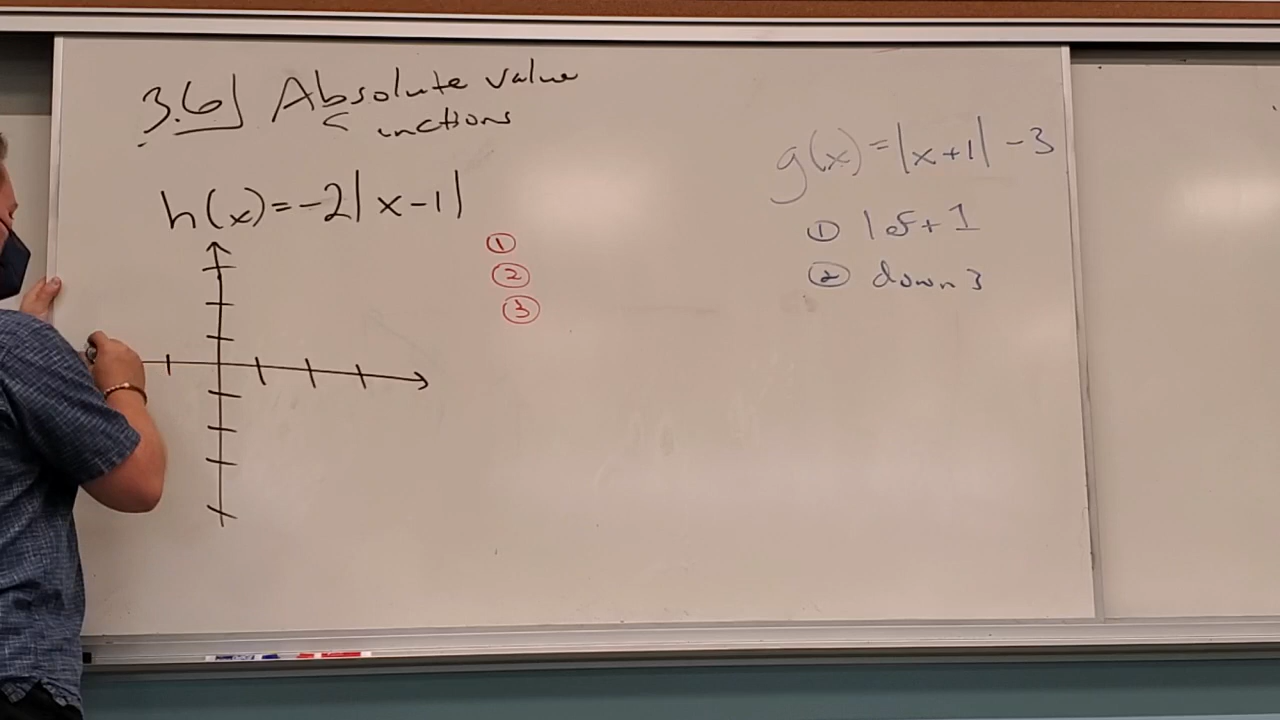 3.6] Absolute value
Functions
h(x)=-2|x-1|
①
②
③
g(x)=|x+1|-3
① left 1
② down 3